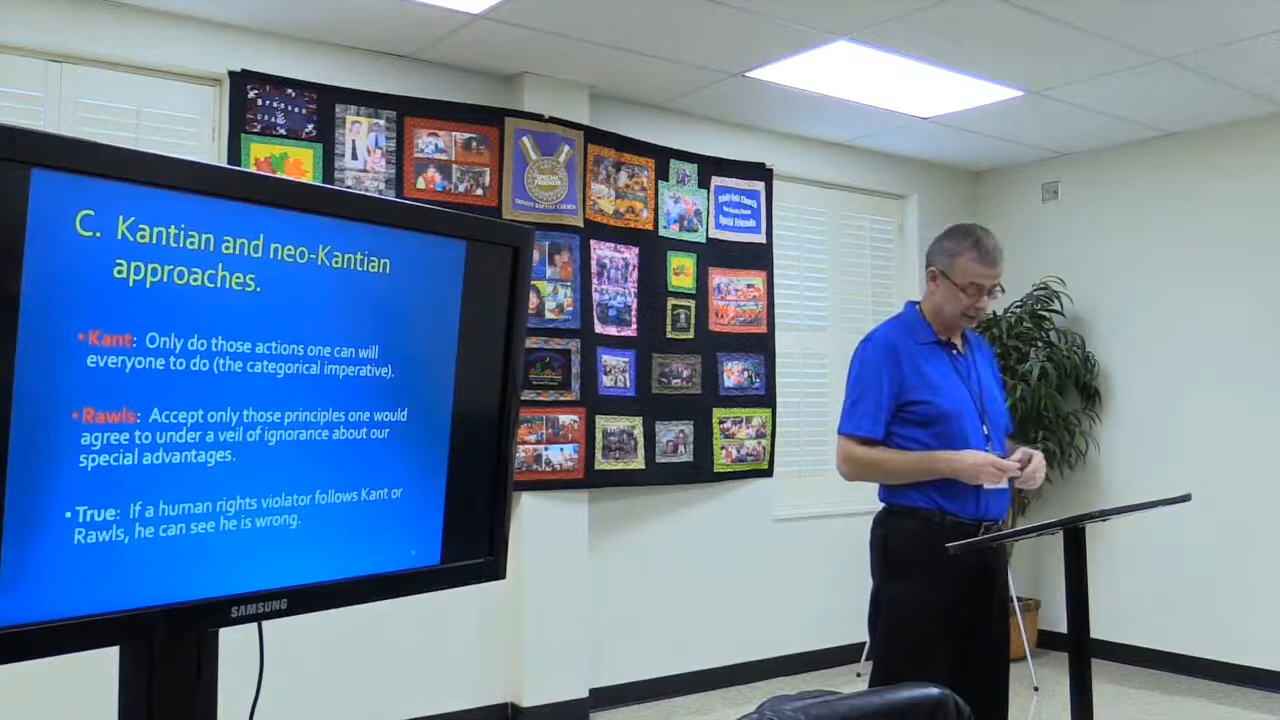 C. Kantian and neo-Kantian
approaches.
• Kant: Only do those actions one can will
everyone to do (the categorical imperative).
• Rawls: Accept only those principles one would
agree to under a veil of ignorance about our
special advantages.
• True: If a human rights violator follows Kant or
Rawls, he can see he is wrong.
SAMSUNG
SPECIAL
FRIENDS
TRINITY BAPTIST CHURCH
Special Friends